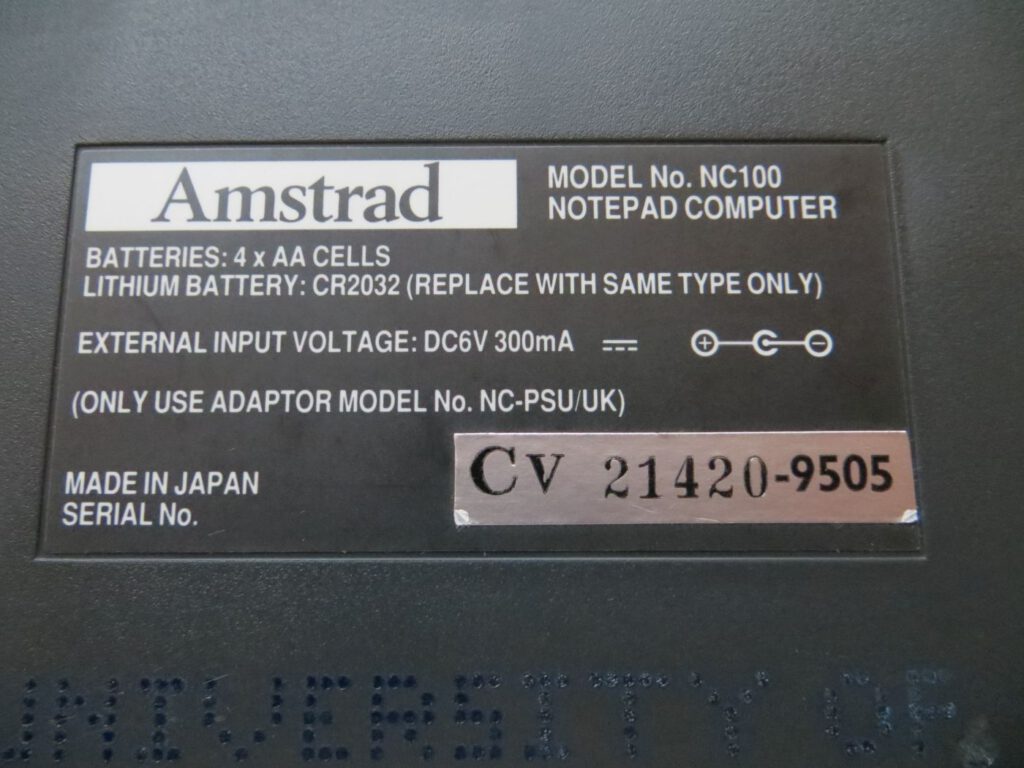 Amstrad
MODEL No. NC100
NOTEPAD COMPUTER
BATTERIES: 4 x AA CELLS
LITHIUM BATTERY: CR2032 (REPLACE WITH SAME TYPE ONLY)
EXTERNAL INPUT VOLTAGE: DC6V 300mA
(ONLY USE ADAPTOR MODEL No. NC-PSU/UK)
MADE IN JAPAN
SERIAL No.
CV 21420-9505
UNIVERSITY OF